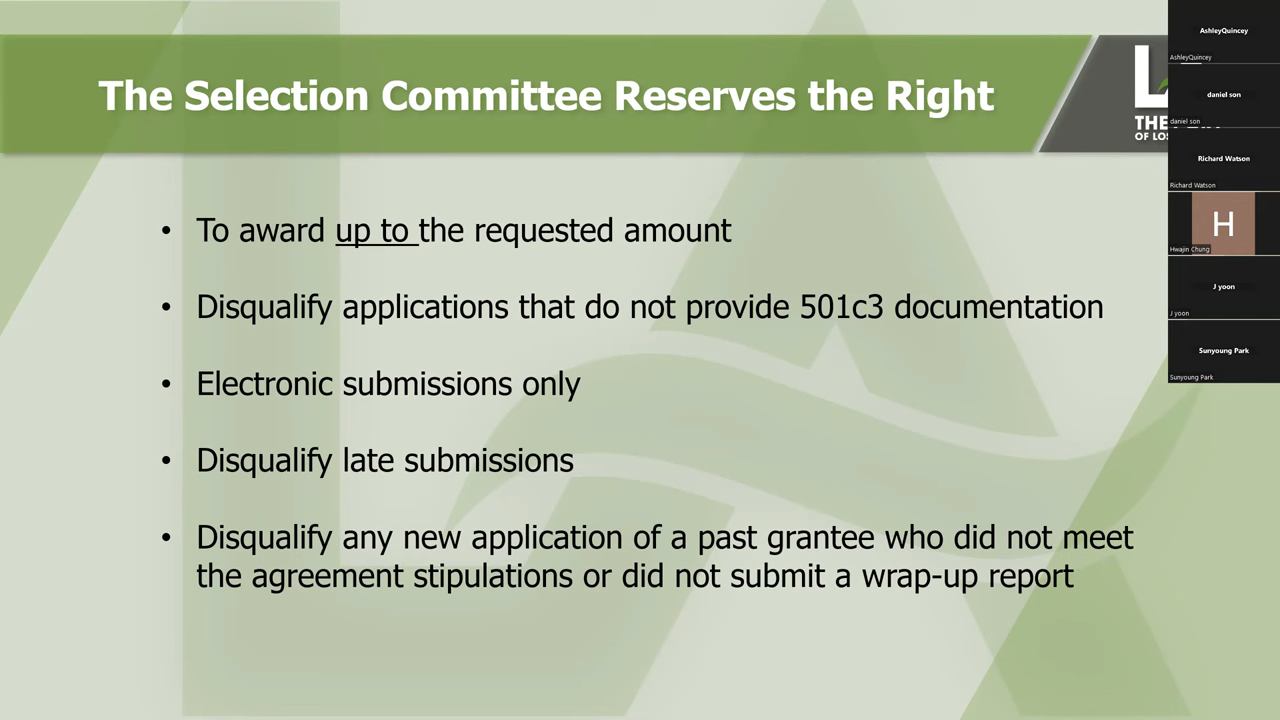 The Selection Committee Reserves the Right
THE
OF LOS
• To award up to the requested amount
• Disqualify applications that do not provide 501c3 documentation
• Electronic submissions only
• Disqualify late submissions
• Disqualify any new application of a past grantee who did not meet
the agreement stipulations or did not submit a wrap-up report
AshleyQuincey
AshleyQuincey
daniel son
daniel son
Richard Watson
Richard Watson
H
Hwajin Chung
J yoon
J yoon
Sunyoung Park
Sunyoung Park